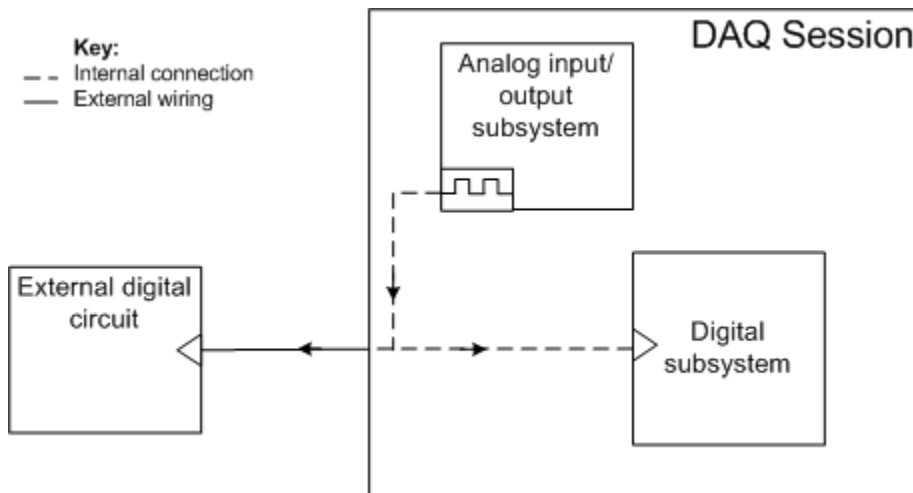 DAQ Session
Key:
Internal connection
External wiring
Analog input/
output
subsystem
External digital
circuit
Digital
subsystem